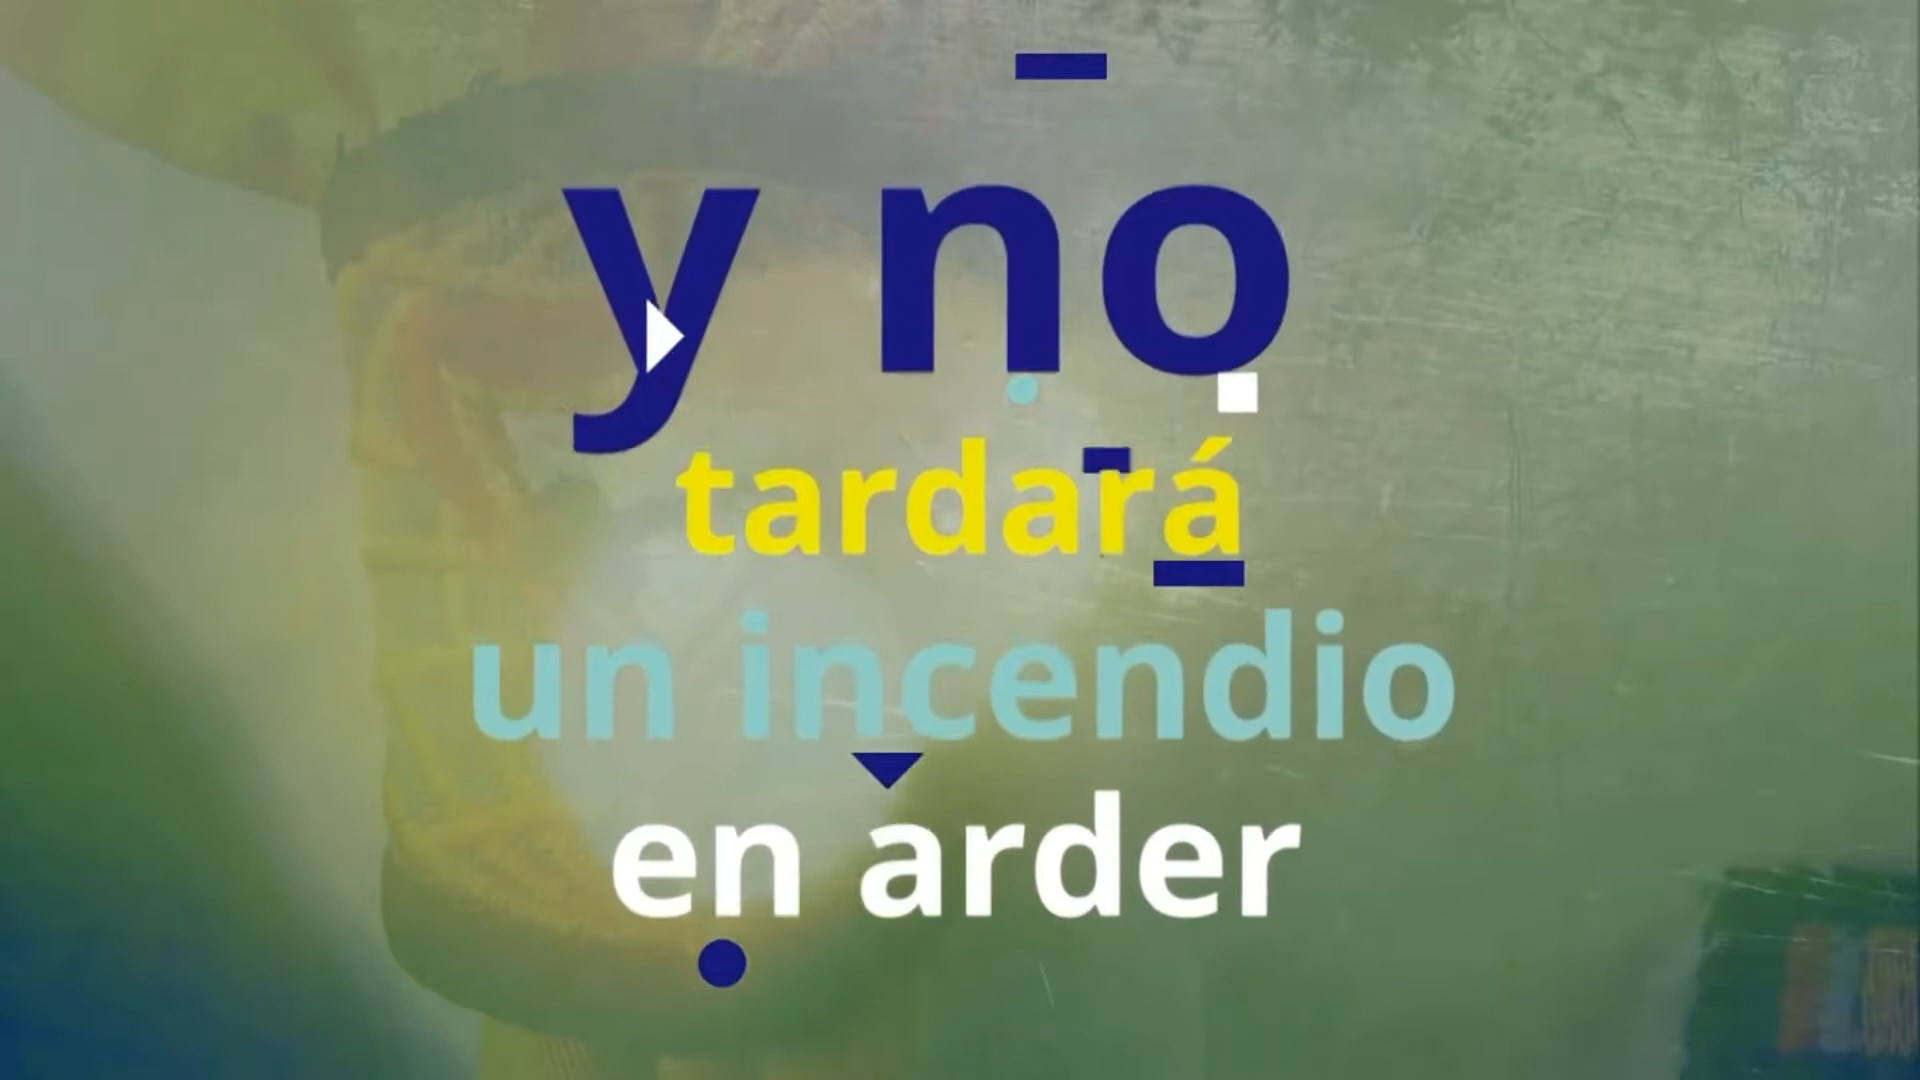 y no
tardará
un incendio
en arder